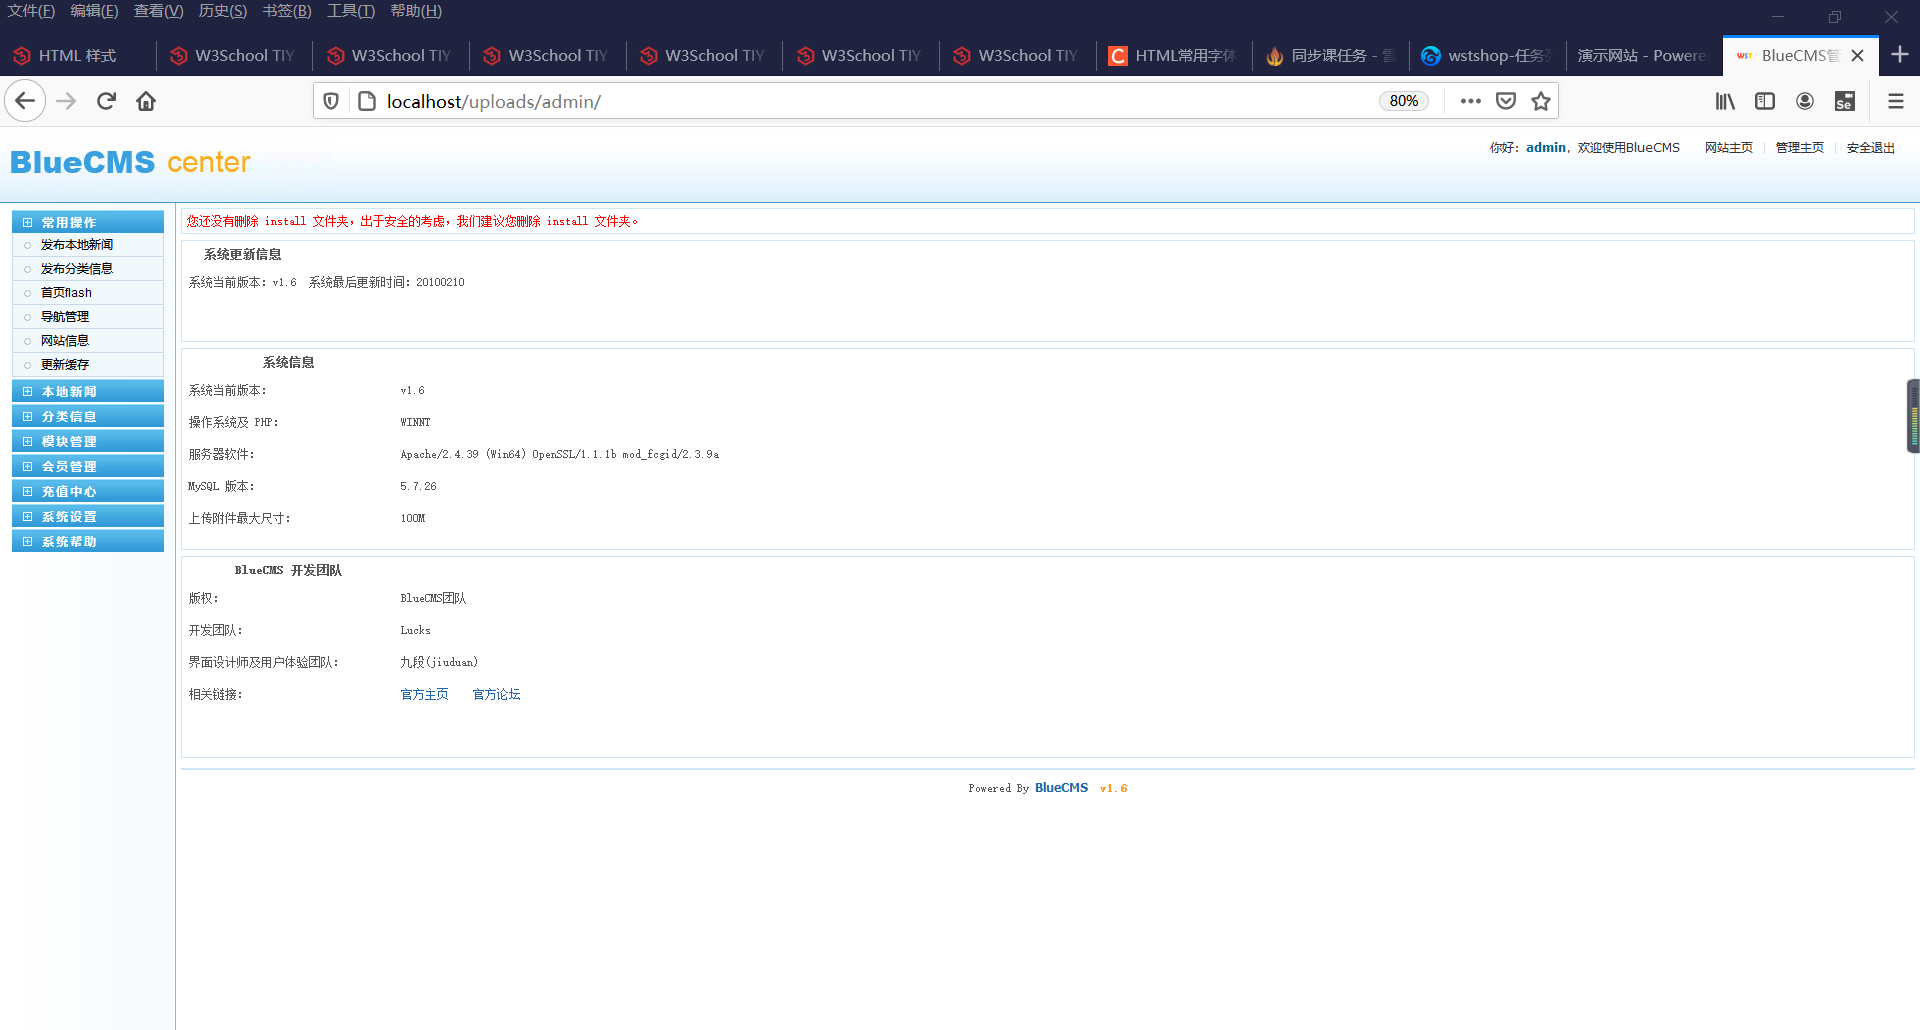 文件(F) 编辑(E) 查看(V) 历史(S) 书签(B) 工具(T) 帮助(H)
HTML 样式 W3School TIY W3School TIY W3School TIY W3School TIY W3School TIY W3School TIY HTML常用字体 同步课任务 - 雷 wstshop-任务列 演示网站 - Powere BlueCMS管
localhost/uploads/admin/ 80% Se
BlueCMS center
你好：admin，欢迎使用BlueCMS 网站主页 管理主页 安全退出
常用操作
发布本地新闻
发布分类信息
首页flash
导航管理
网站信息
更新缓存
本地新闻
分类信息
模块管理
会员管理
充值中心
系统设置
系统帮助
您还没有删除 install 文件夹，出于安全的考虑，我们建议您删除 install 文件夹。
系统更新信息
系统当前版本：v1.6 系统最后更新时间：20100210
系统信息
系统当前版本： v1.6
操作系统及 PHP： WINNT
服务器软件： Apache/2.4.39 (Win64) OpenSSL/1.1.1b mod_fcgid/2.3.9a
MySQL 版本： 5.7.26
上传附件最大尺寸： 100M
BlueCMS 开发团队
版权： BlueCMS团队
开发团队： Lucks
界面设计师及用户体验团队： 九段(jiuduan)
相关链接： 官方主页 官方论坛
Powered By BlueCMS v1.6